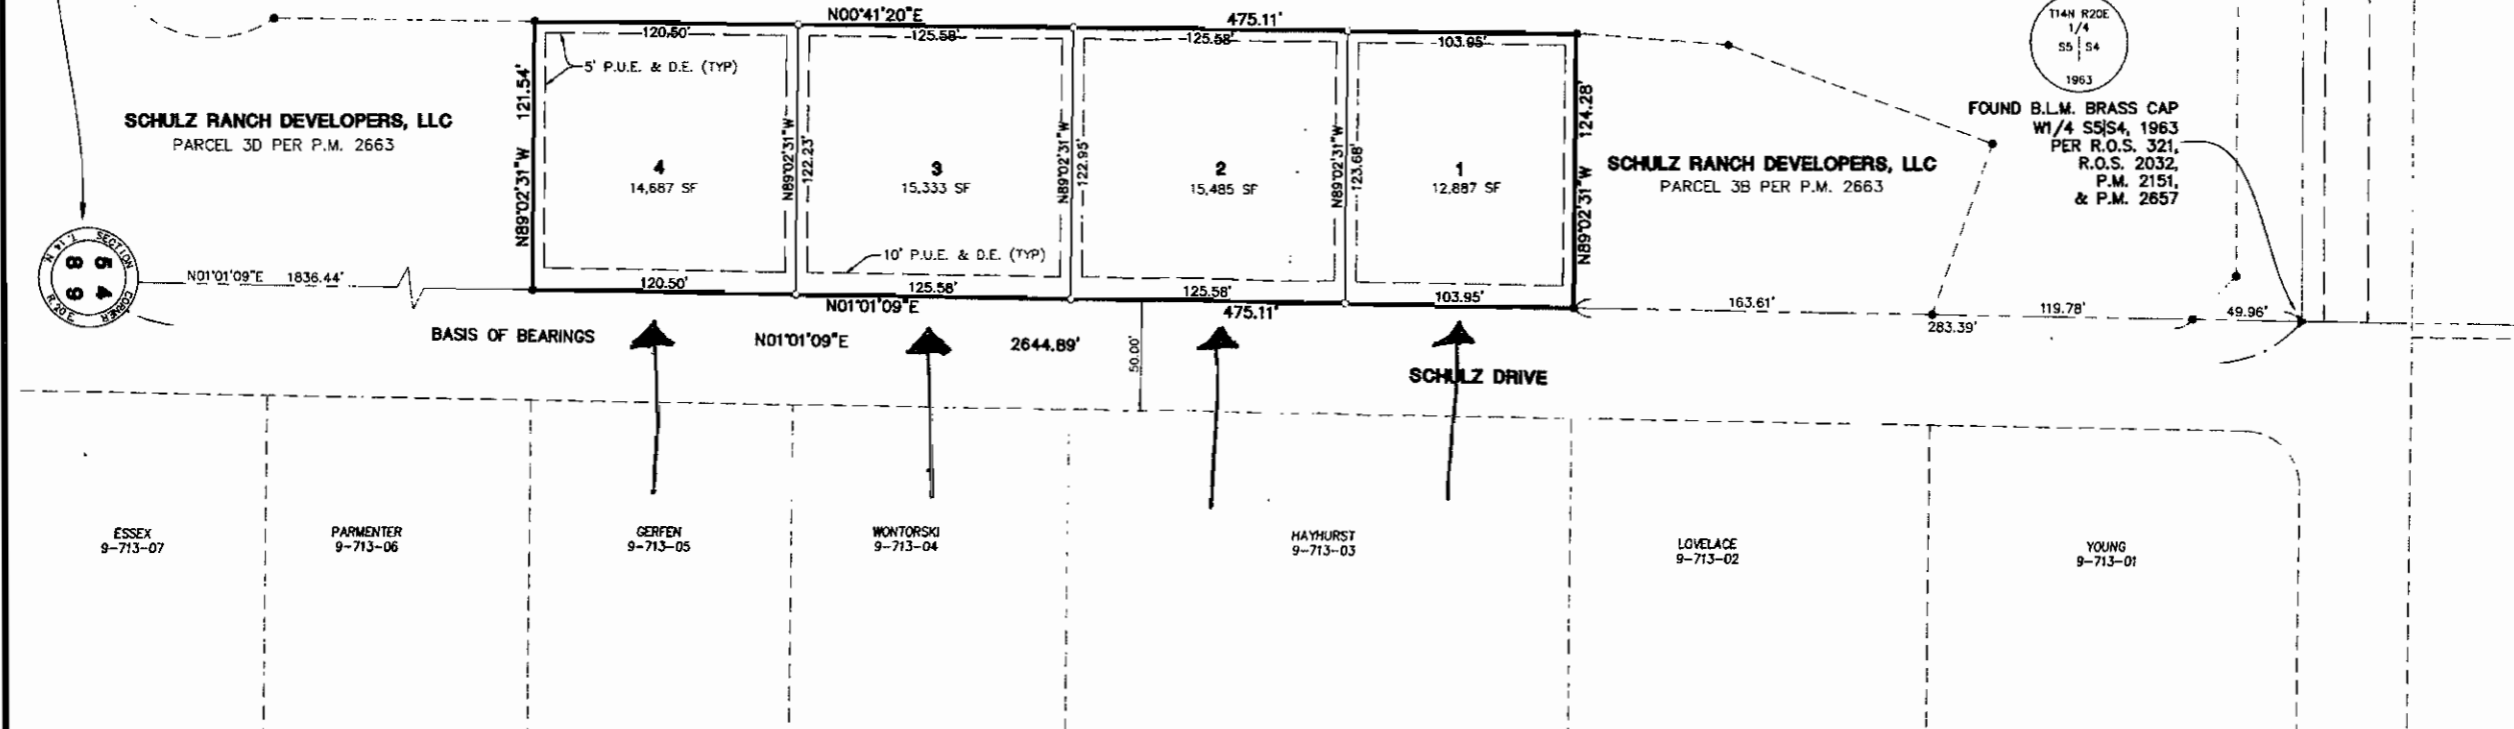 N00°41'20"E
475.11'
120.50'
125.58'
125.58'
103.95'
5' P.U.E. & D.E. (TYP)
N89°02'31"W 121.54'
N89°02'31"W
122.23'
N89°02'31"W
122.95'
N89°02'31"W
123.68'
N89°02'31"W 124.28'
SCHULZ RANCH DEVELOPERS, LLC
PARCEL 3D PER P.M. 2663
4
14,687 SF
3
15,333 SF
2
15,485 SF
1
12,887 SF
10' P.U.E. & D.E. (TYP)
SCHULZ RANCH DEVELOPERS, LLC
PARCEL 3B PER P.M. 2663
T14N R20E
1/4
S5 S4
1963
FOUND B.L.M. BRASS CAP
W1/4 S5|S4, 1963
PER R.O.S. 321,
R.O.S. 2032,
P.M. 2151,
& P.M. 2657
SECTION CORNER
T.14 N.
R.20E
5 8
4 9
N01°01'09"E 1836.44'
120.50'
125.58'
125.58'
103.95'
N01°01'09"E
475.11'
163.61'
283.39'
119.78'
49.96'
BASIS OF BEARINGS
N01°01'09"E
2644.89'
50.00'
SCHULZ DRIVE
ESSEX
9-713-07
PARMENTER
9-713-06
GERFEN
9-713-05
WONTORSKI
9-713-04
HAYHURST
9-713-03
LOVELACE
9-713-02
YOUNG
9-713-01